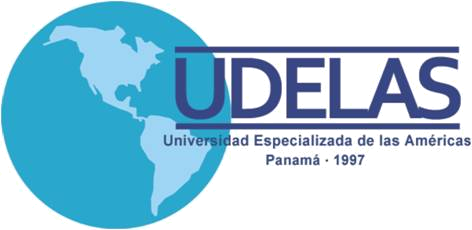 UDELAS
Universidad Especializada de las Américas
Panamá · 1997